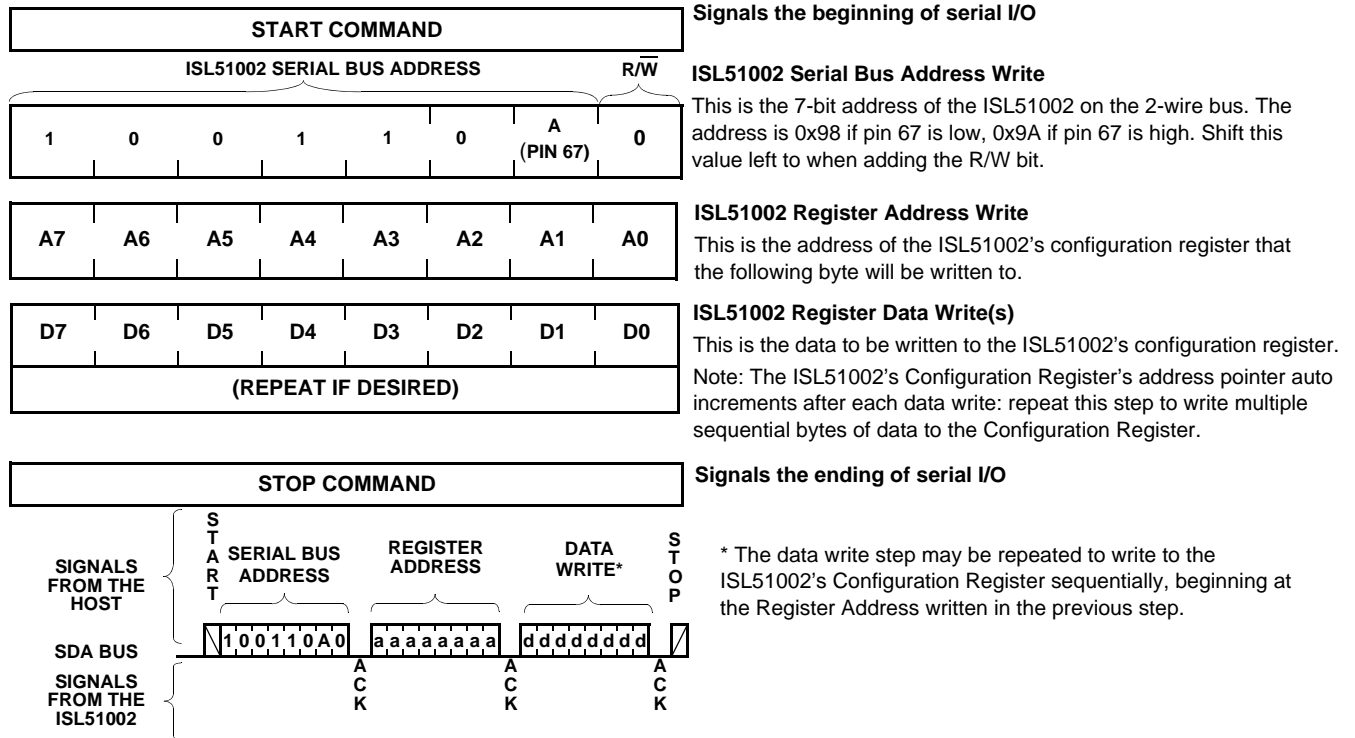 START COMMAND
Signals the beginning of serial I/O
ISL51002 SERIAL BUS ADDRESS
R/W
ISL51002 Serial Bus Address Write
This is the 7-bit address of the ISL51002 on the 2-wire bus. The
address is 0x98 if pin 67 is low, 0x9A if pin 67 is high. Shift this
value left to when adding the R/W bit.
1 0 0 1 1 0 A (PIN 67) 0
ISL51002 Register Address Write
This is the address of the ISL51002's configuration register that
the following byte will be written to.
A7 A6 A5 A4 A3 A2 A1 A0
ISL51002 Register Data Write(s)
This is the data to be written to the ISL51002's configuration register.
Note: The ISL51002's Configuration Register's address pointer auto
increments after each data write: repeat this step to write multiple
sequential bytes of data to the Configuration Register.
D7 D6 D5 D4 D3 D2 D1 D0
(REPEAT IF DESIRED)
STOP COMMAND
Signals the ending of serial I/O
SIGNALS
FROM THE
HOST
START
SERIAL BUS
ADDRESS
REGISTER
ADDRESS
DATA
WRITE*
STOP
* The data write step may be repeated to write to the
ISL51002's Configuration Register sequentially, beginning at
the Register Address written in the previous step.
SDA BUS
1 0 0 1 1 0 A 0
a a a a a a a a
d d d d d d d d
SIGNALS
FROM THE
ISL51002
ACK
ACK
ACK